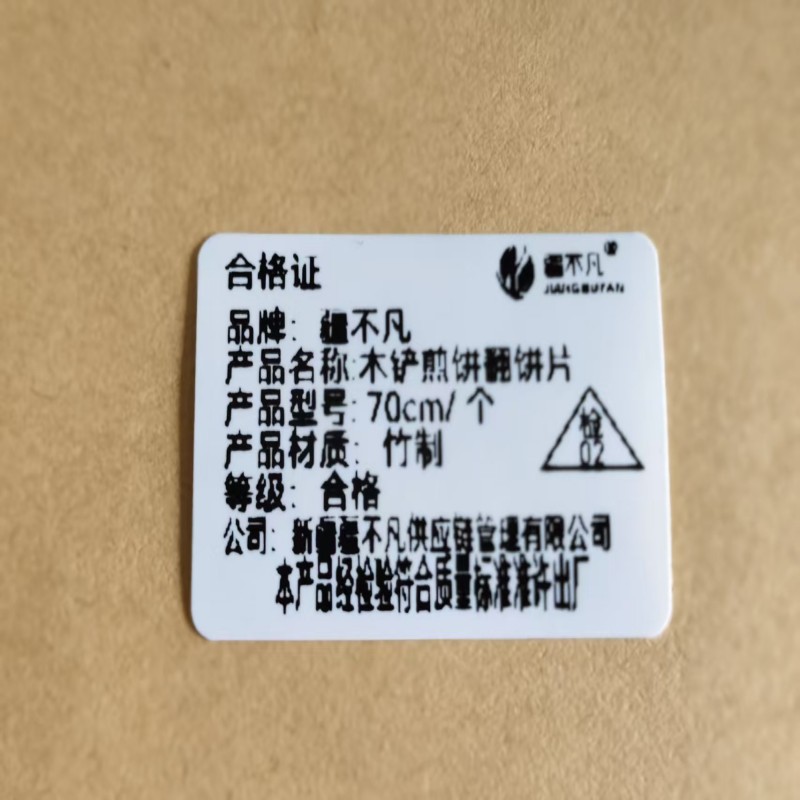 合格证
疆不凡®
JIANGBUFAN
品牌：疆不凡
产品名称:木铲煎饼翻饼片
产品型号:70cm/个
产品材质：竹制
检
02
等级：合格
公司：新疆疆不凡供应链管理有限公司
本产品经检验符合质量标准准许出厂